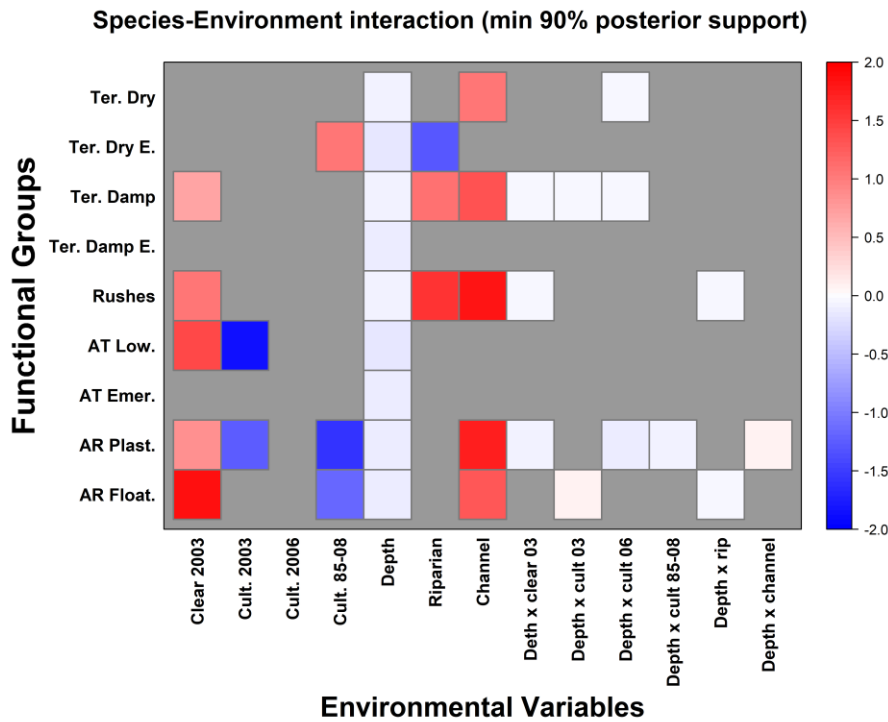 Species-Environment interaction (min 90% posterior support)
Functional Groups
Ter. Dry
Ter. Dry E.
Ter. Damp
Ter. Damp E.
Rushes
AT Low.
AT Emer.
AR Plast.
AR Float.
2.0
1.5
1.0
0.5
0.0
-0.5
-1.0
-1.5
-2.0
Clear 2003
Cult. 2003
Cult. 2006
Cult. 85-08
Depth
Riparian
Channel
Deth x clear 03
Depth x cult 03
Depth x cult 06
Depth x cult 85-08
Depth x rip
Depth x channel
Environmental Variables